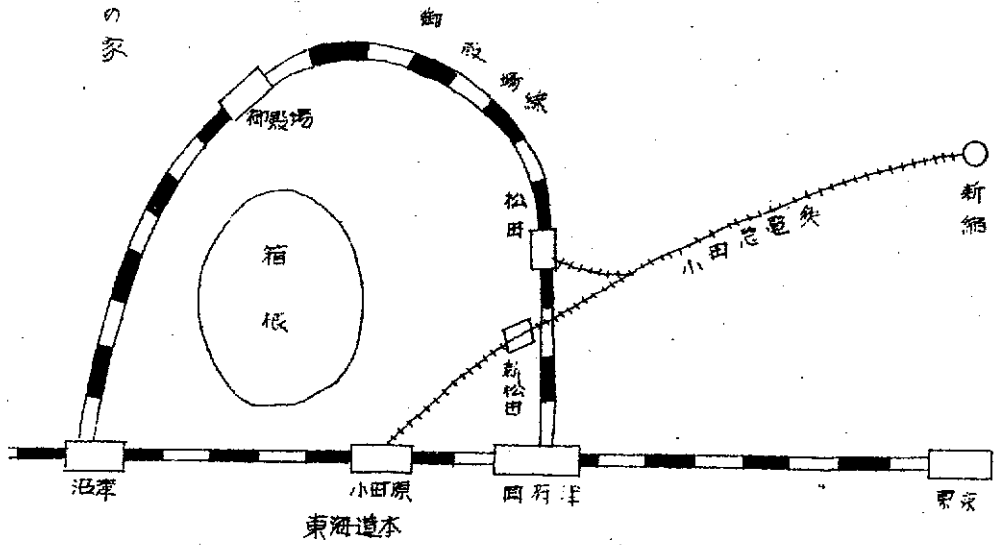 の家
御殿場線
御殿場
松田
新宿
箱根
小田急電鉄
新松田
沼津
小田原
国府津
東京
東海道本